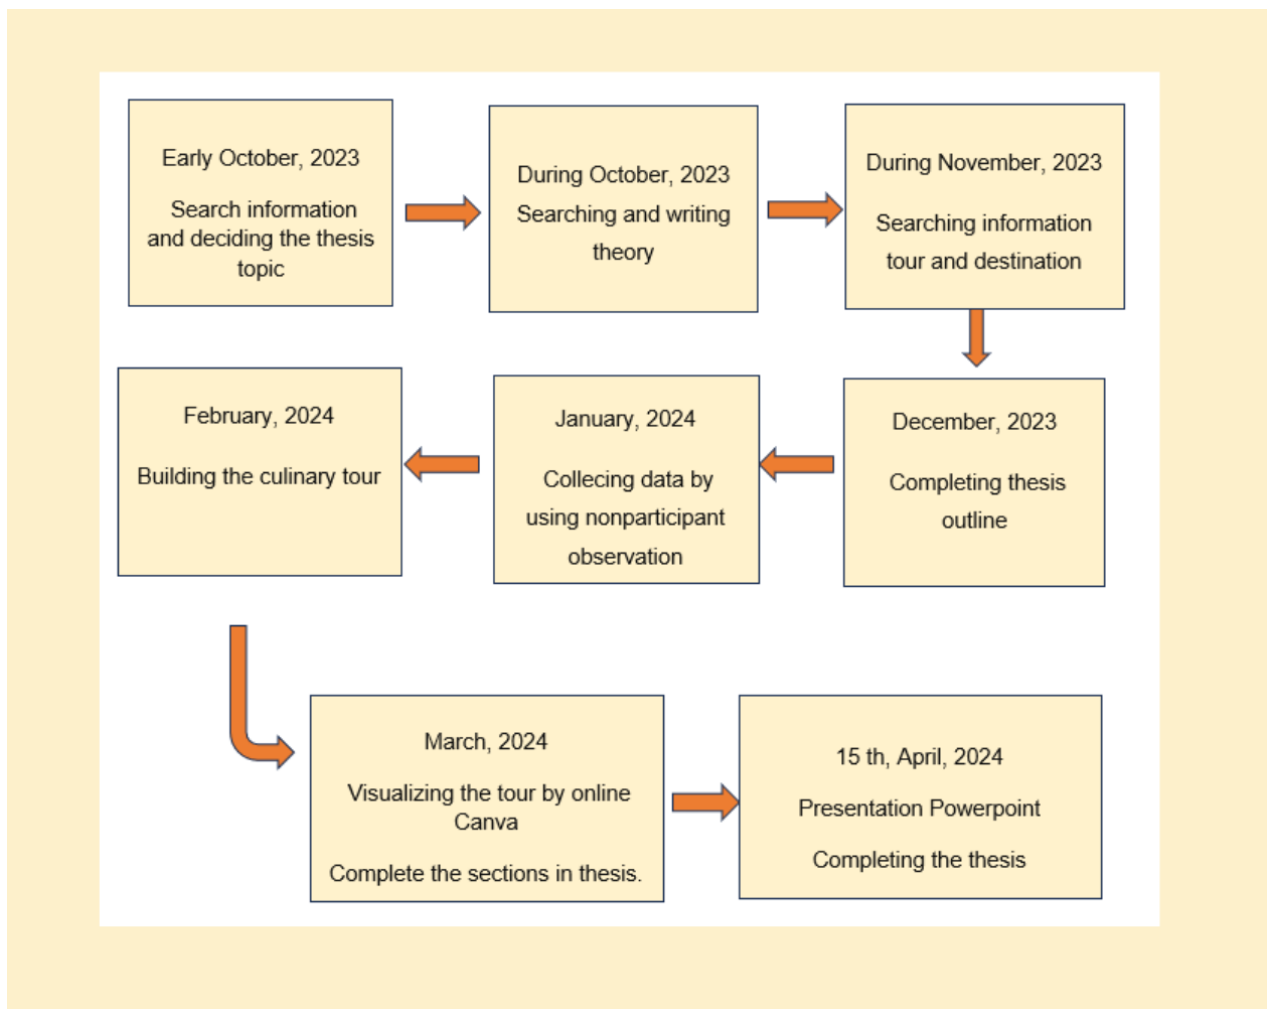 Early October, 2023
Search information
and deciding the thesis
topic
During October, 2023
Searching and writing
theory
During November, 2023
Searching information
tour and destination
December, 2023
Completing thesis
outline
January, 2024
Collecing data by
using nonparticipant
observation
February, 2024
Building the culinary tour
March, 2024
Visualizing the tour by online
Canva
Complete the sections in thesis.
15 th, April, 2024
Presentation Powerpoint
Completing the thesis